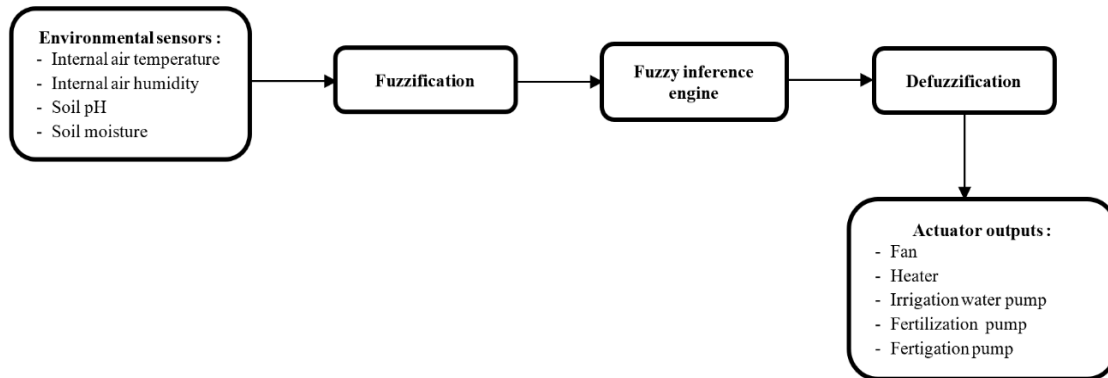 Environmental sensors :
- Internal air temperature
- Internal air humidity
- Soil pH
- Soil moisture
Fuzzification
Fuzzy inference
engine
Defuzzification
Actuator outputs :
- Fan
- Heater
- Irrigation water pump
- Fertilization pump
- Fertigation pump